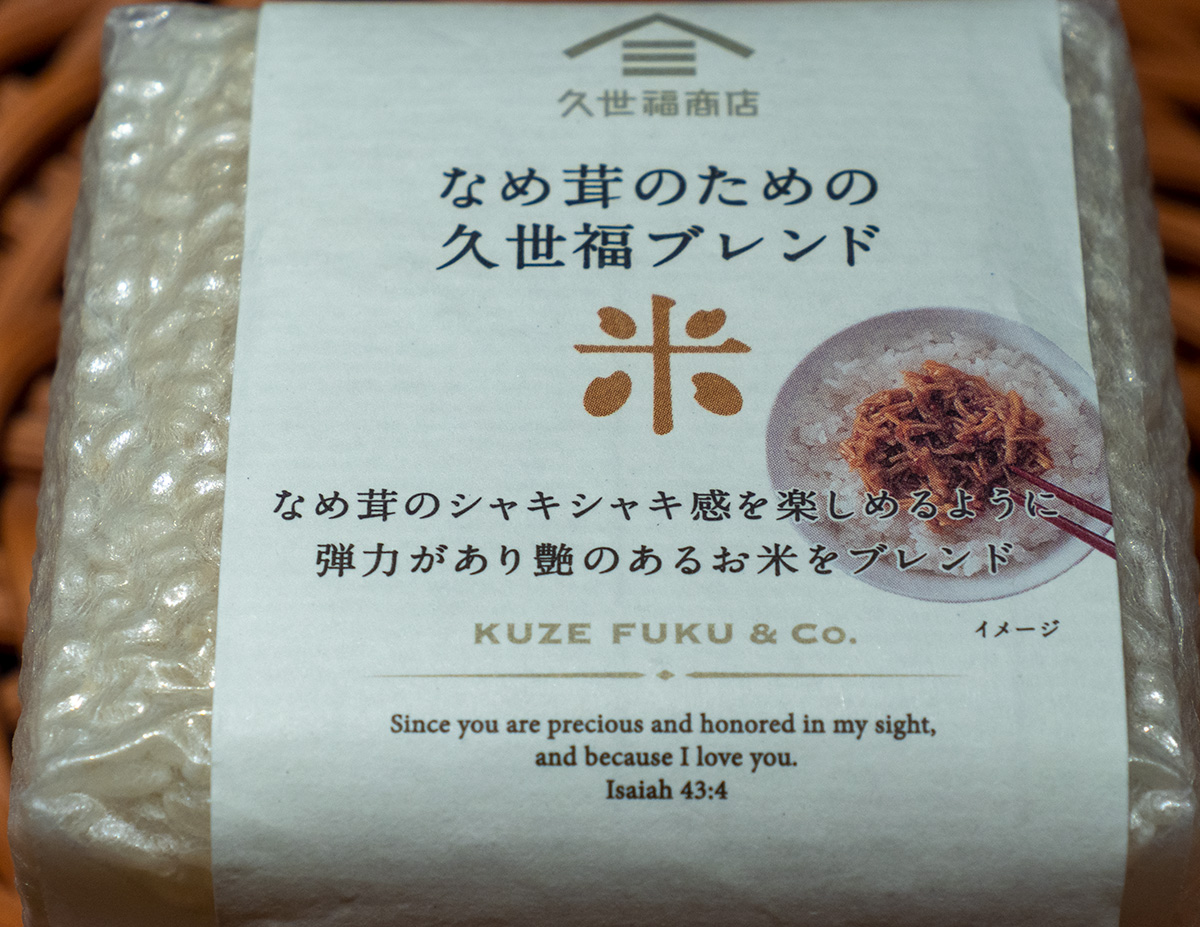 久世福商店
なめ茸のための
久世福ブレンド
米
なめ茸のシャキシャキ感を楽しめるように
弾力があり艶のあるお米をブレンド
イメージ
KUZE FUKU & Co.
Since you are precious and honored in my sight,
and because I love you.
Isaiah 43:4